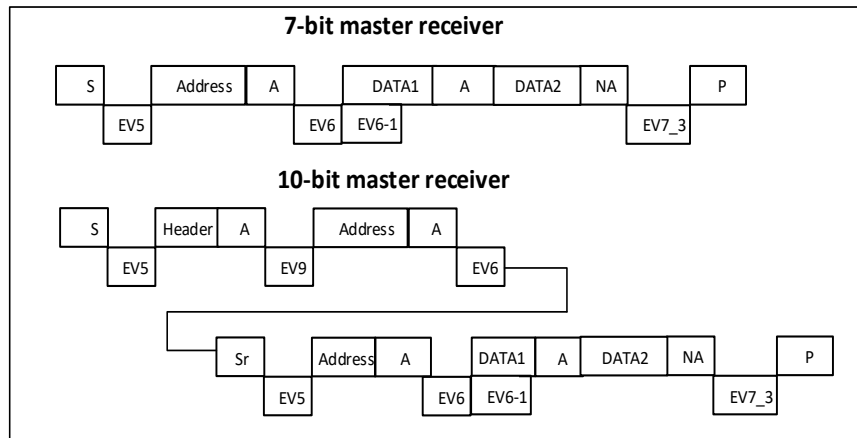 7-bit master receiver
S Address A DATA1 A DATA2 NA P
EV5 EV6 EV6-1 EV7_3
10-bit master receiver
S Header A Address A
EV5 EV9 EV6
Sr Address A DATA1 A DATA2 NA P
EV5 EV6 EV6-1 EV7_3